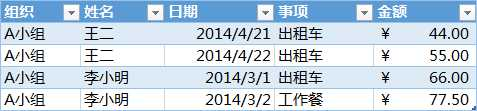 组织 姓名 日期 事项 金额
A小组 王二 2014/4/21 出租车 ¥ 44.00
A小组 王二 2014/4/22 出租车 ¥ 55.00
A小组 李小明 2014/3/1 出租车 ¥ 66.00
A小组 李小明 2014/3/2 工作餐 ¥ 77.50